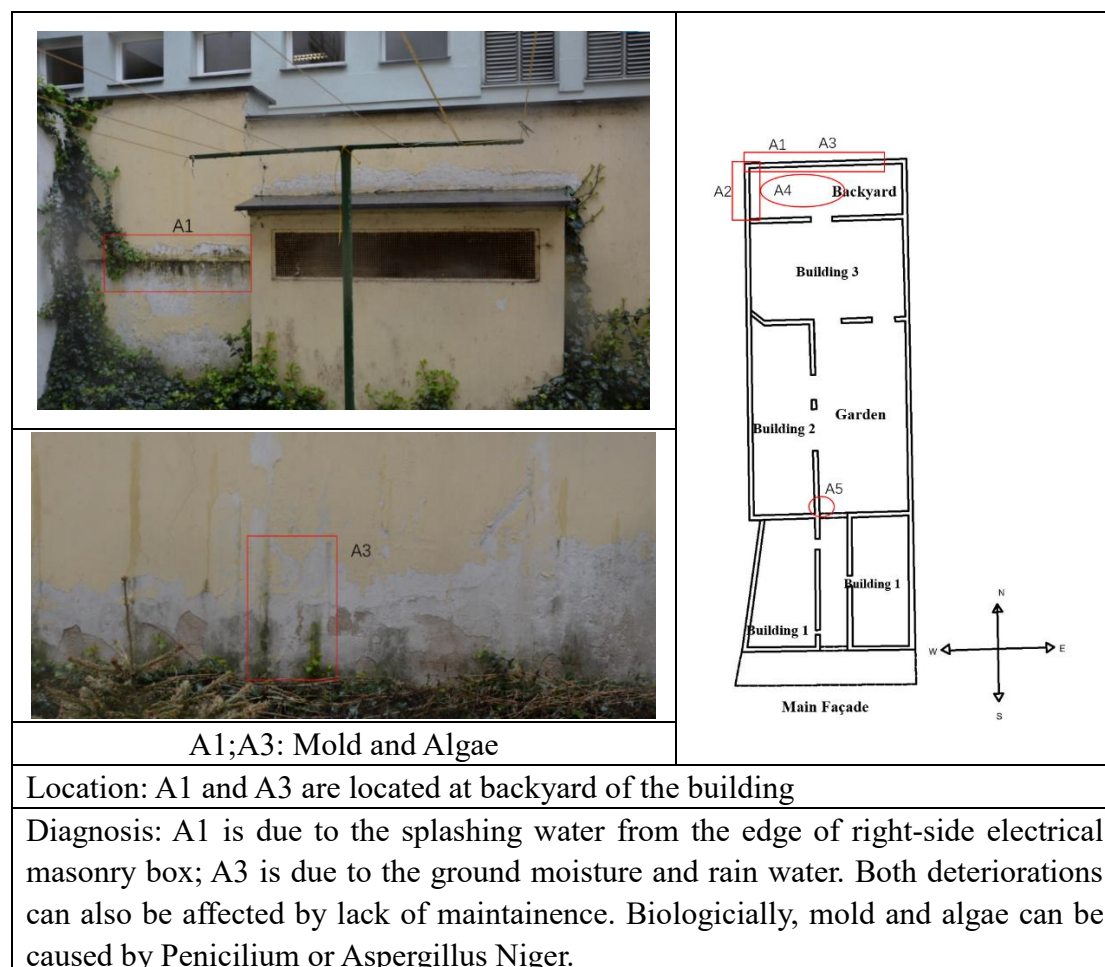 A1
A3
A1;A3: Mold and Algae
A1 A3
A2
A4 Backyard
Building 3
Garden
Building 2
A5
Building 1
Building 1
N
W E
S
Main Façade
Location: A1 and A3 are located at backyard of the building
Diagnosis: A1 is due to the splashing water from the edge of right-side electrical
masonry box; A3 is due to the ground moisture and rain water. Both deteriorations
can also be affected by lack of maintainence. Biologicially, mold and algae can be
caused by Penicilium or Aspergillus Niger.